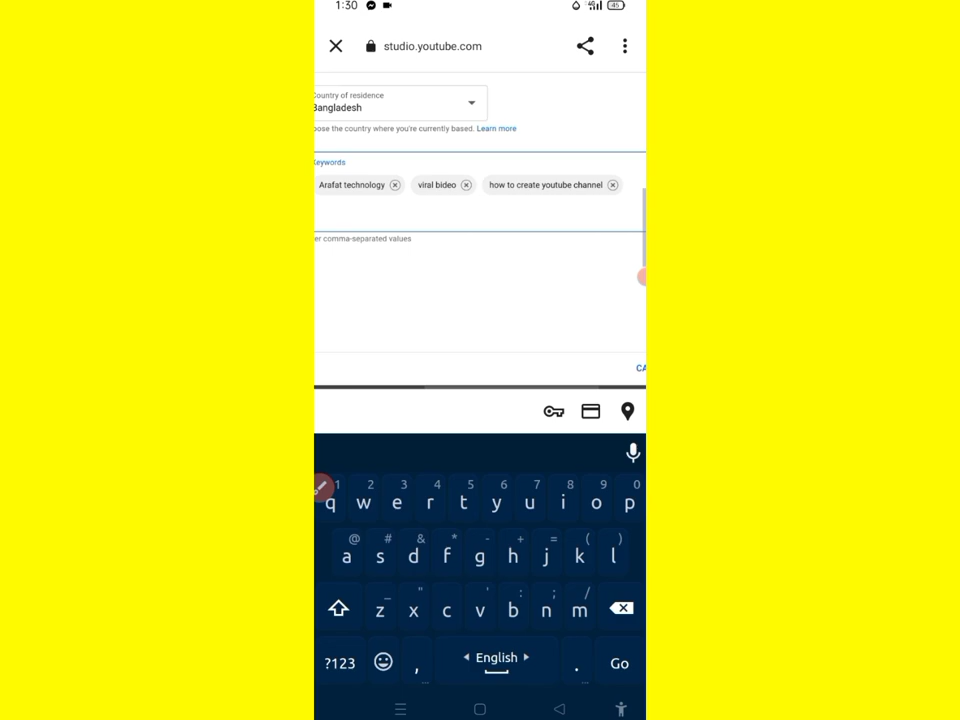 1:30 4G 45
studio.youtube.com
Country of residence
Bangladesh
oose the country where you're currently based. Learn more
Keywords
Arafat technology viral bideo how to create youtube channel
er comma-separated values
CA
1 2 3 4 5 6 7 8 9 0
q w e r t y u i o p
@ # & * - + = ( )
a s d f g h j k l
_ " ' : ; /
z x c v b n m
?123 , English . Go